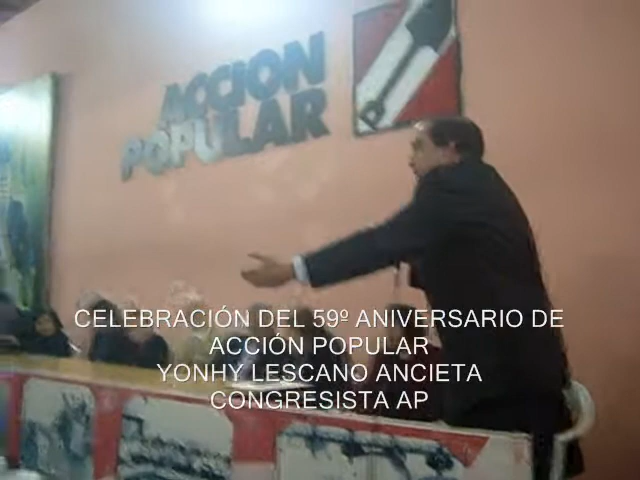 ACCION
POPULAR
CELEBRACIÓN DEL 59º ANIVERSARIO DE
ACCIÓN POPULAR
YONHY LESCANO ANCIETA
CONGRESISTA AP